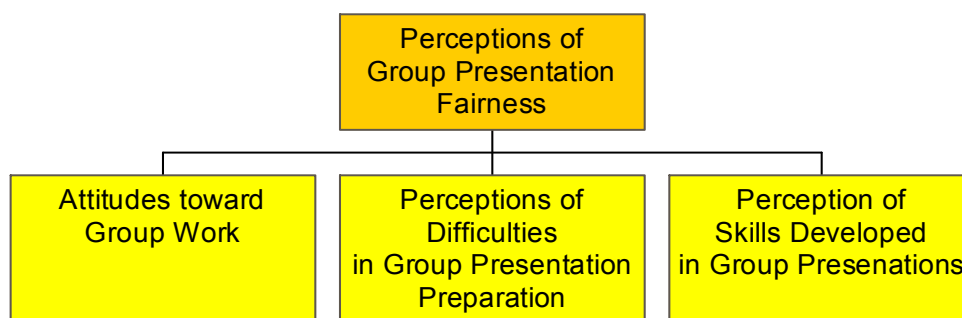 Perceptions of
Group Presentation
Fairness
Attitudes toward
Group Work
Perceptions of
Difficulties
in Group Presentation
Preparation
Perception of
Skills Developed
in Group Presenations